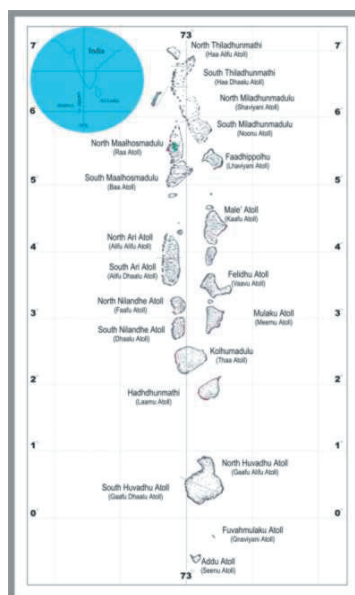 73
India
7
7
North Thiladhunmathi
(Haa Alifu Atoll)
South Thiladhunmathi
(Haa Dhaalu Atoll)
North Miladhunmadulu
(Shaviyani Atoll)
6
6
South Miladhunmadulu
(Noonu Atoll)
North Maalhosmadulu
(Raa Atoll)
Faadhippolhu
(Lhaviyani Atoll)
5
5
South Maalhosmadulu
(Baa Atoll)
Male' Atoll
(Kaafu Atoll)
North Ari Atoll
(Alifu Alifu Atoll)
4
4
South Ari Atoll
(Alifu Dhaalu Atoll)
Felidhu Atoll
(Vaavu Atoll)
North Nilandhe Atoll
(Faafu Atoll)
3
3
Mulaku Atoll
(Meemu Atoll)
South Nilandhe Atoll
(Dhaalu Atoll)
Kolhumadulu
(Thaa Atoll)
2
2
Hadhdhunmathi
(Laamu Atoll)
1
1
North Huvadhu Atoll
(Gaafu Alifu Atoll)
South Huvadhu Atoll
(Gaafu Dhaalu Atoll)
0
0
Fuvahmulaku Atoll
(Gnaviyani Atoll)
Addu Atoll
(Seenu Atoll)
73